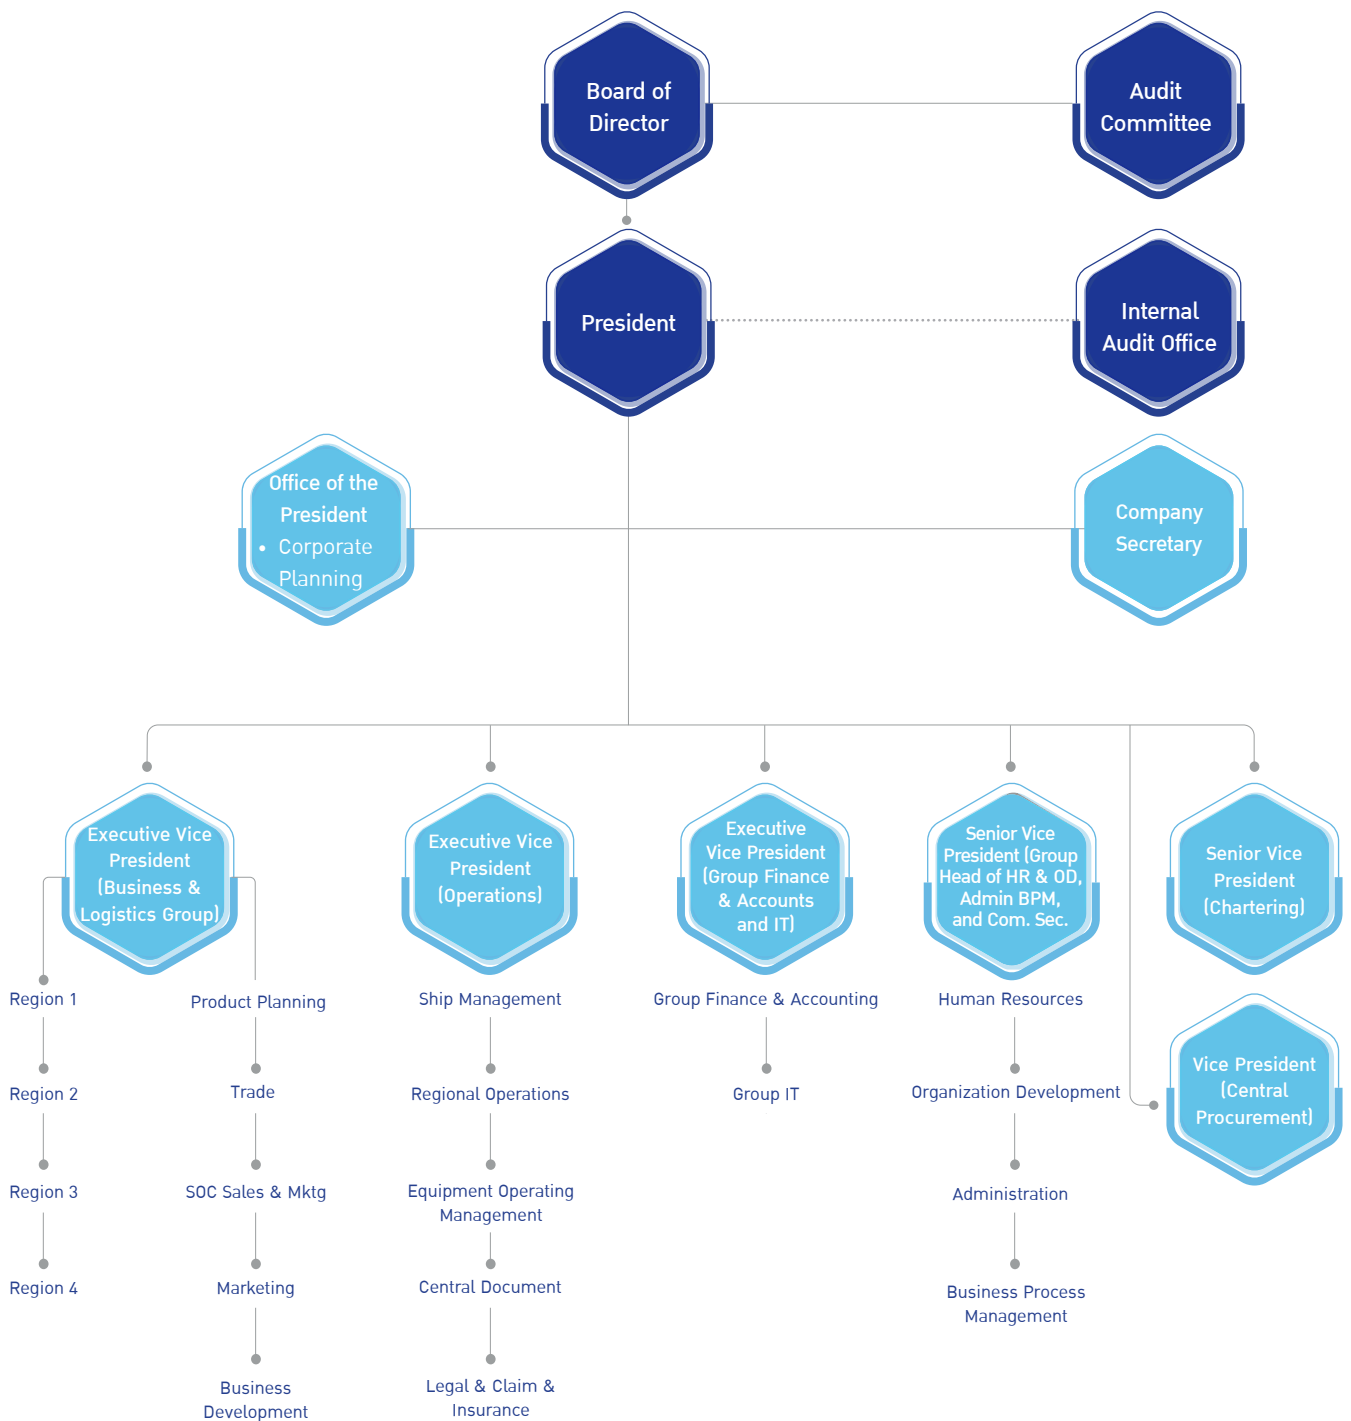 Board of
Director
Audit
Committee
President
Internal
Audit Office
Office of the
President
• Corporate
Planning
Company
Secretary
Executive Vice
President
(Business &
Logistics Group)
Executive Vice
President
(Operations)
Executive
Vice President
(Group Finance
& Accounts
and IT)
Senior Vice
President (Group
Head of HR & OD,
Admin BPM,
and Com. Sec.
Senior Vice
President
(Chartering)
Region 1
Region 2
Region 3
Region 4
Product Planning
Trade
SOC Sales & Mktg
Marketing
Business
Development
Ship Management
Regional Operations
Equipment Operating
Management
Central Document
Legal & Claim &
Insurance
Group Finance & Accounting
Group IT
Human Resources
Organization Development
Administration
Business Process
Management
Vice President
(Central
Procurement)